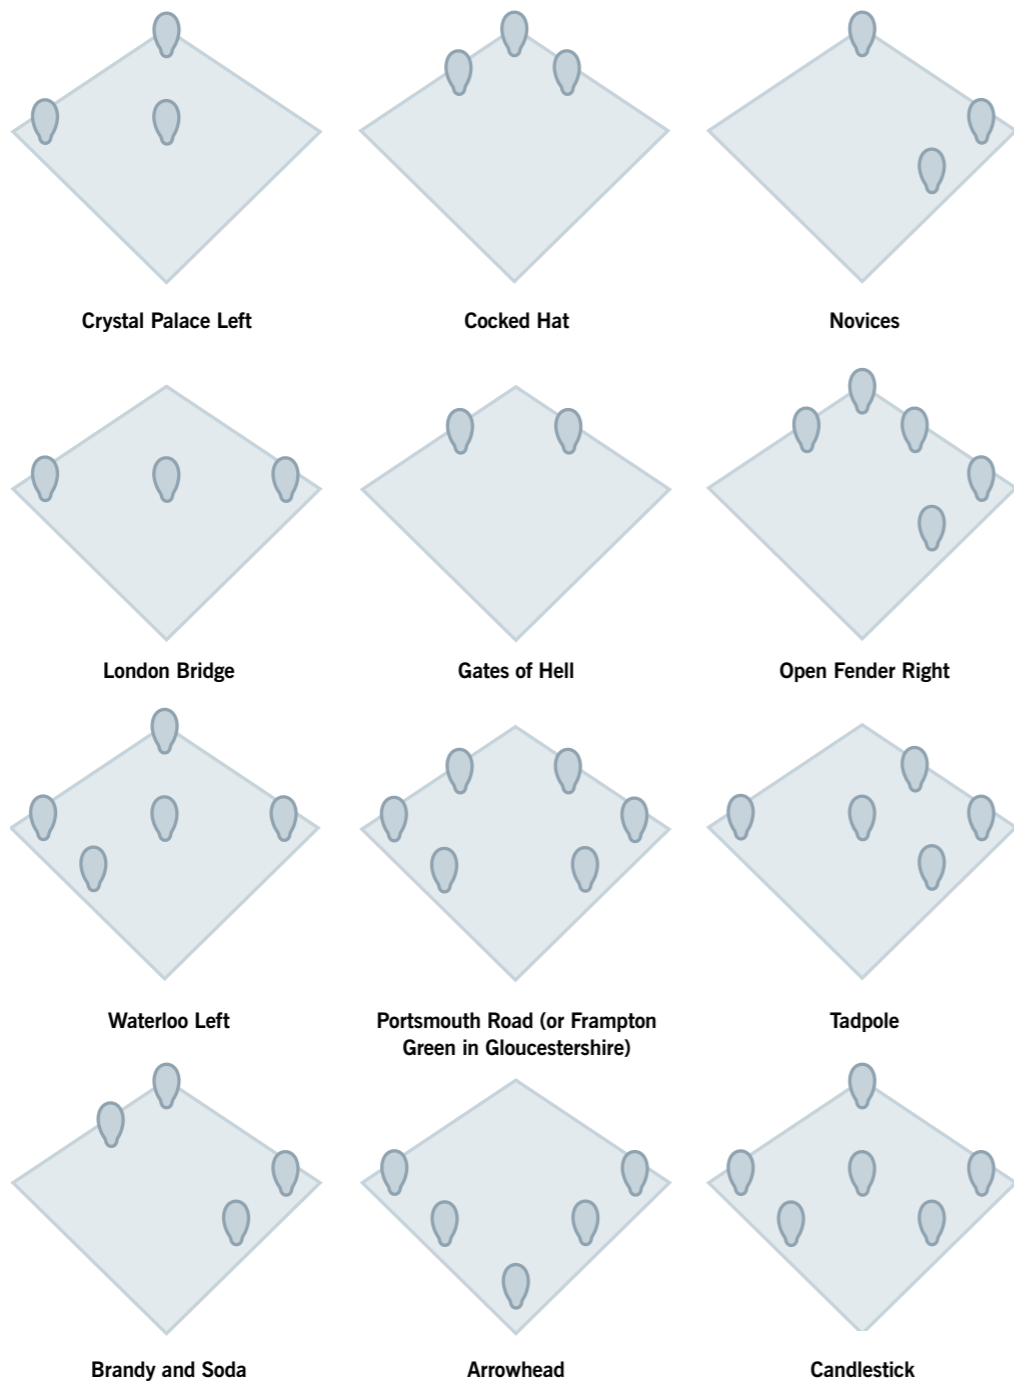 Crystal Palace Left
Cocked Hat
Novices
London Bridge
Gates of Hell
Open Fender Right
Waterloo Left
Portsmouth Road (or Frampton
Green in Gloucestershire)
Tadpole
Brandy and Soda
Arrowhead
Candlestick